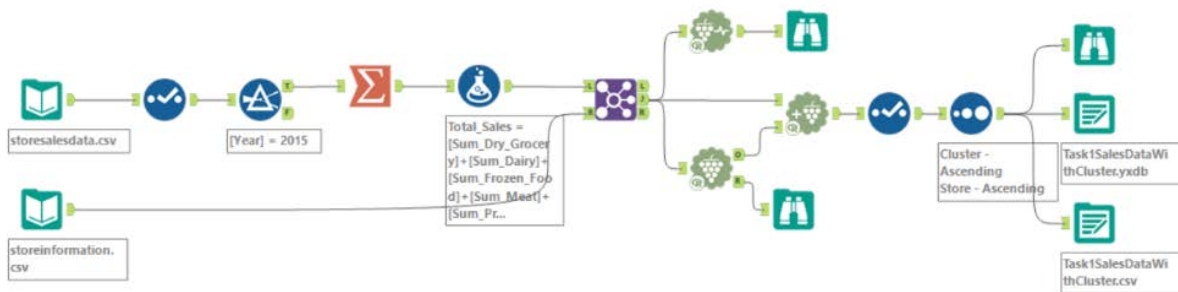 storesalesdata.csv
T
F
[Year] = 2015
Total_Sales =
[Sum_Dry_Grocer
y]+[Sum_Dairy]+
[Sum_Frozen_Foo
d]+[Sum_Meat]+
[Sum_Pr...
L
R
L
J
R
O
R
Cluster -
Ascending
Store - Ascending
Task1SalesDataWi
thCluster.yxdb
Task1SalesDataWi
thCluster.csv
storeinformation.
csv